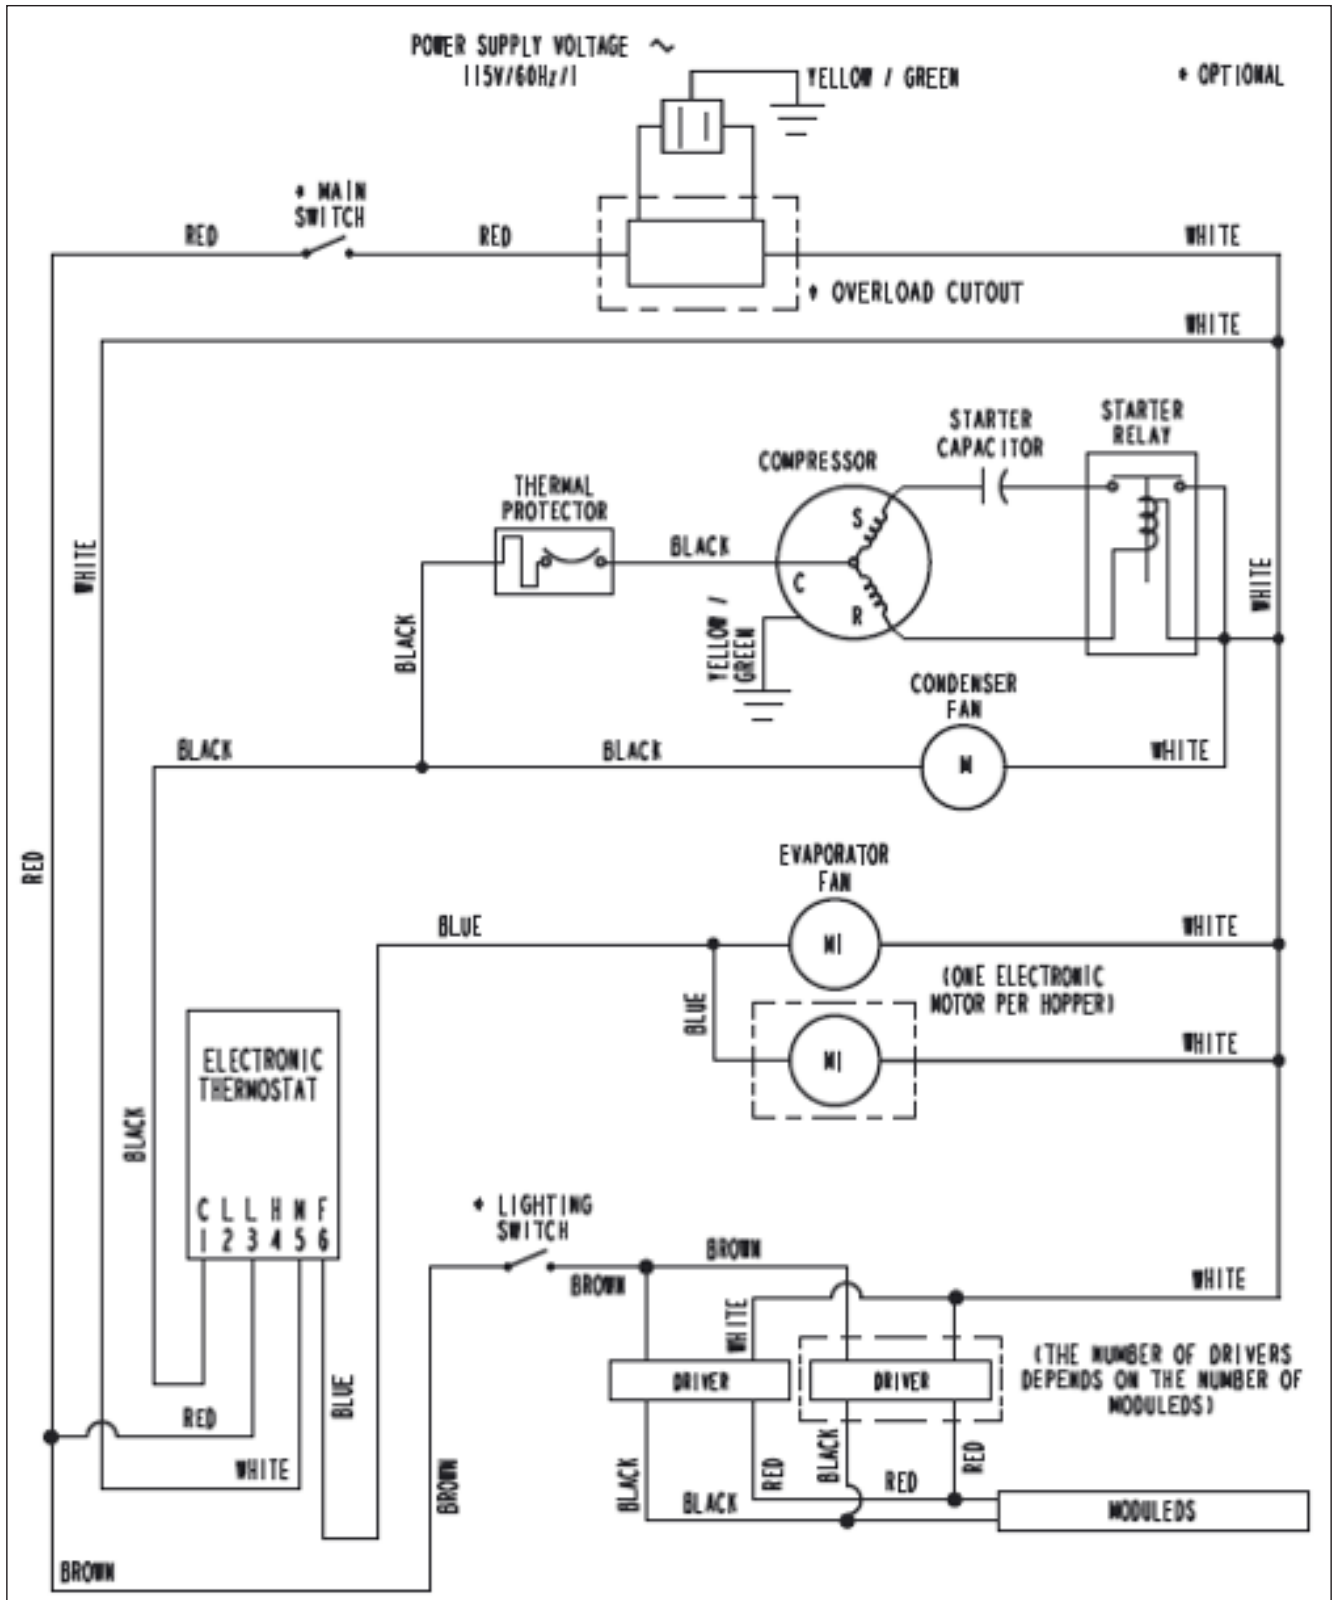 POWER SUPPLY VOLTAGE ~
115V/60Hz/1
YELLOW / GREEN
* OPTIONAL
* MAIN
SWITCH
RED
RED
WHITE
* OVERLOAD CUTOUT
WHITE
STARTER
CAPACITOR
STARTER
RELAY
COMPRESSOR
THERMAL
PROTECTOR
S
BLACK
C
R
WHITE
WHITE
BLACK
YELLOW /
GREEN
CONDENSER
FAN
BLACK
BLACK
M
WHITE
RED
EVAPORATOR
FAN
BLUE
M1
WHITE
(ONE ELECTRONIC
MOTOR PER HOPPER)
BLUE
M1
WHITE
ELECTRONIC
THERMOSTAT
BLACK
C L L H N F
1 2 3 4 5 6
* LIGHTING
SWITCH
BROWN
BROWN
WHITE
WHITE
DRIVER
DRIVER
(THE NUMBER OF DRIVERS
DEPENDS ON THE NUMBER OF
MODULEDS)
BLUE
RED
WHITE
BROWN
BLACK
RED
BLACK
RED
RED
BLACK
MODULEDS
BROWN